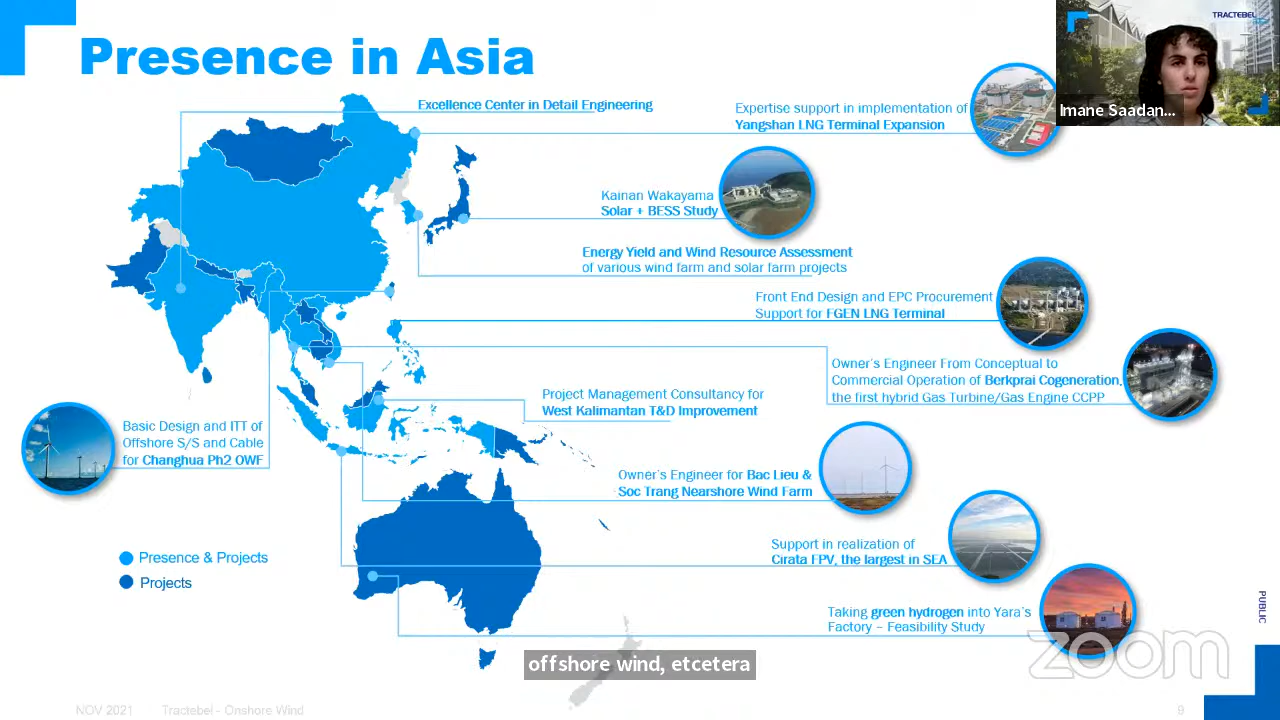 Presence in Asia
TRACTEBEL
Imane Saadan...
Excellence Center in Detail Engineering
Expertise support in implementation of
Yangshan LNG Terminal Expansion
Kainan Wakayama
Solar + BESS Study
Energy Yield and Wind Resource Assessment
of various wind farm and solar farm projects
Front End Design and EPC Procurement
Support for FGEN LNG Terminal
Owner's Engineer From Conceptual to
Commercial Operation of Berkprai Cogeneration,
the first hybrid Gas Turbine/Gas Engine CCPP
Project Management Consultancy for
West Kalimantan T&D Improvement
Basic Design and ITT of
Offshore S/S and Cable
for Changhua Ph2 OWF
Owner's Engineer for Bac Lieu &
Soc Trang Nearshore Wind Farm
Support in realization of
Cirata FPV, the largest in SEA
Presence & Projects
Projects
Taking green hydrogen into Yara's
Factory – Feasibility Study
PUBLIC
zoom
offshore wind, etcetera
NOV 2021
Tractebel - Onshore Wind
9